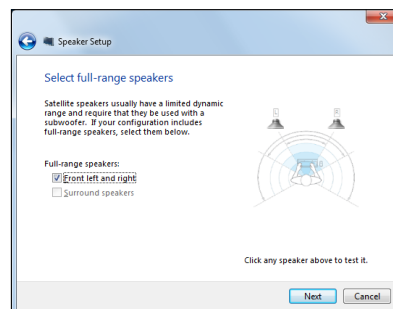 Speaker Setup
Select full-range speakers
Satellite speakers usually have a limited dynamic
range and require that they be used with a
subwoofer.  If your configuration includes
full-range speakers, select them below.
L R
Full-range speakers:
Front left and right
Surround speakers
Click any speaker above to test it.
Next Cancel